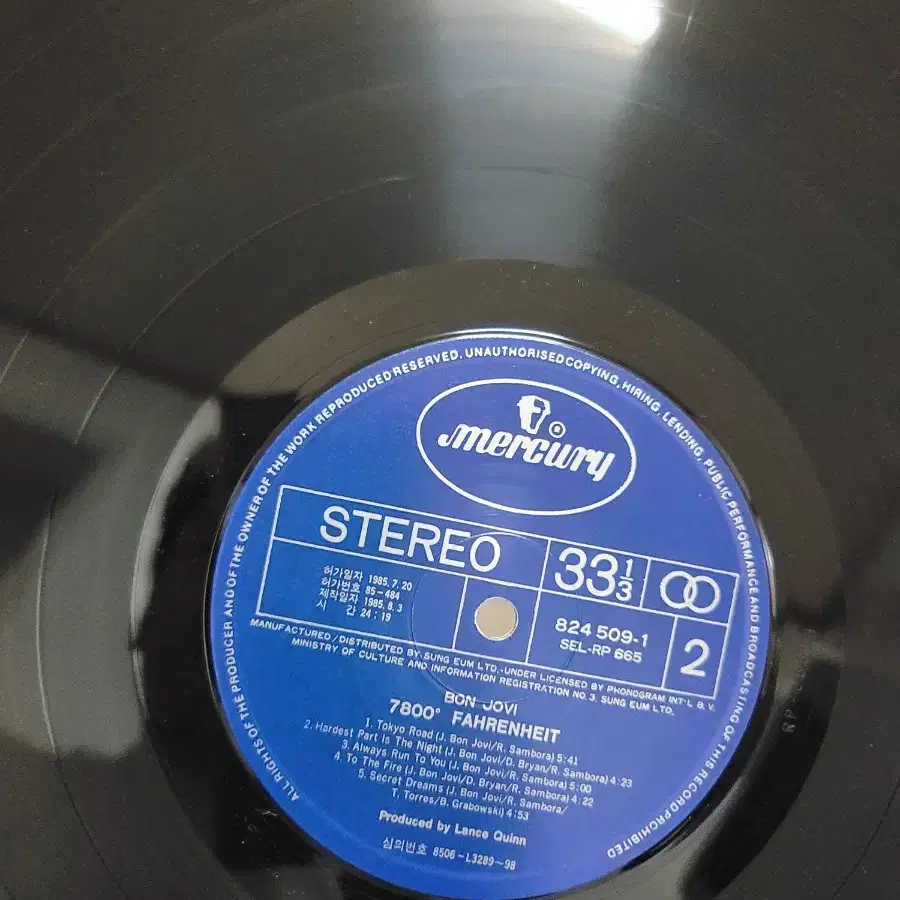 ALL RIGHTS OF THE PRODUCER AND OF THE OWNER OF THE WORK REPRODUCED RESERVED. UNAUTHORISED COPYING, HIRING, LENDING, PUBLIC PERFORMANCE AND BROADCASTING OF THIS RECORD PROHIBITED
®
mercury
STEREO
33 1/3
허가일자 1985.7.20
허가번호 85-484
제작일자 1985.8.3
시 간 24:19
824 509-1
SEL-RP 665
2
MANUFACTURED/DISTRIBUTED BY SUNG EUM LTD.-UNDER LICENSED BY PHONOGRAM INT'L B.V.
MINISTRY OF CULTURE AND INFORMATION REGISTRATION NO.3. SUNG EUM LTD.
BON JOVI
7800° FAHRENHEIT
1. Tokyo Road (J. Bon Jovi/R. Sambora) 5:41
2. Hardest Part Is The Night (J. Bon Jovi/D. Bryan/R. Sambora) 4:23
3. Always Run To You (J. Bon Jovi/D. Bryan/R. Sambora) 5:00
4. To The Fire (J. Bon Jovi/D. Bryan/R. Sambora) 4:22
5. Secret Dreams (J. Bon Jovi/R. Sambora/
T. Torres/B. Grabowski) 4:53
Produced by Lance Quinn
심의번호 8506-L3289~98